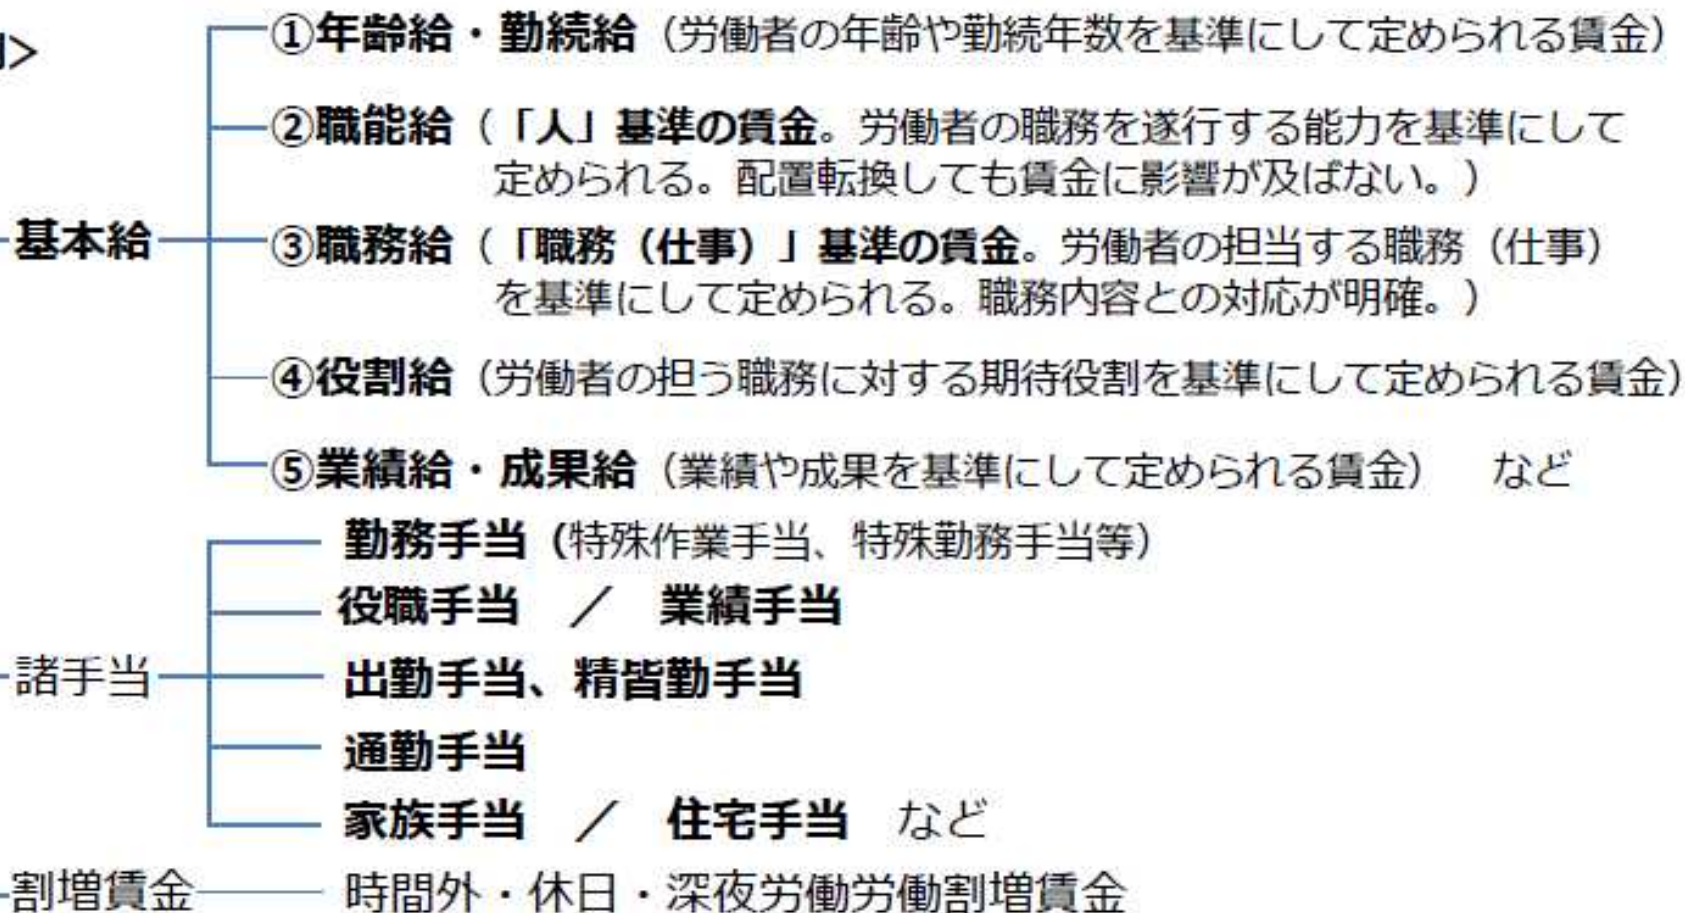 >
①年齢給・勤続給（労働者の年齢や勤続年数を基準にして定められる賃金）
②職能給（「人」基準の賃金。労働者の職務を遂行する能力を基準にして
定められる。配置転換しても賃金に影響が及ばない。）
基本給
③職務給（「職務（仕事）」基準の賃金。労働者の担当する職務（仕事）
を基準にして定められる。職務内容との対応が明確。）
④役割給（労働者の担う職務に対する期待役割を基準にして定められる賃金）
⑤業績給・成果給（業績や成果を基準にして定められる賃金）　など
勤務手当（特殊作業手当、特殊勤務手当等）
役職手当　／　業績手当
諸手当
出勤手当、精皆勤手当
通勤手当
家族手当　／　住宅手当　など
割増賃金
時間外・休日・深夜労働労働割増賃金